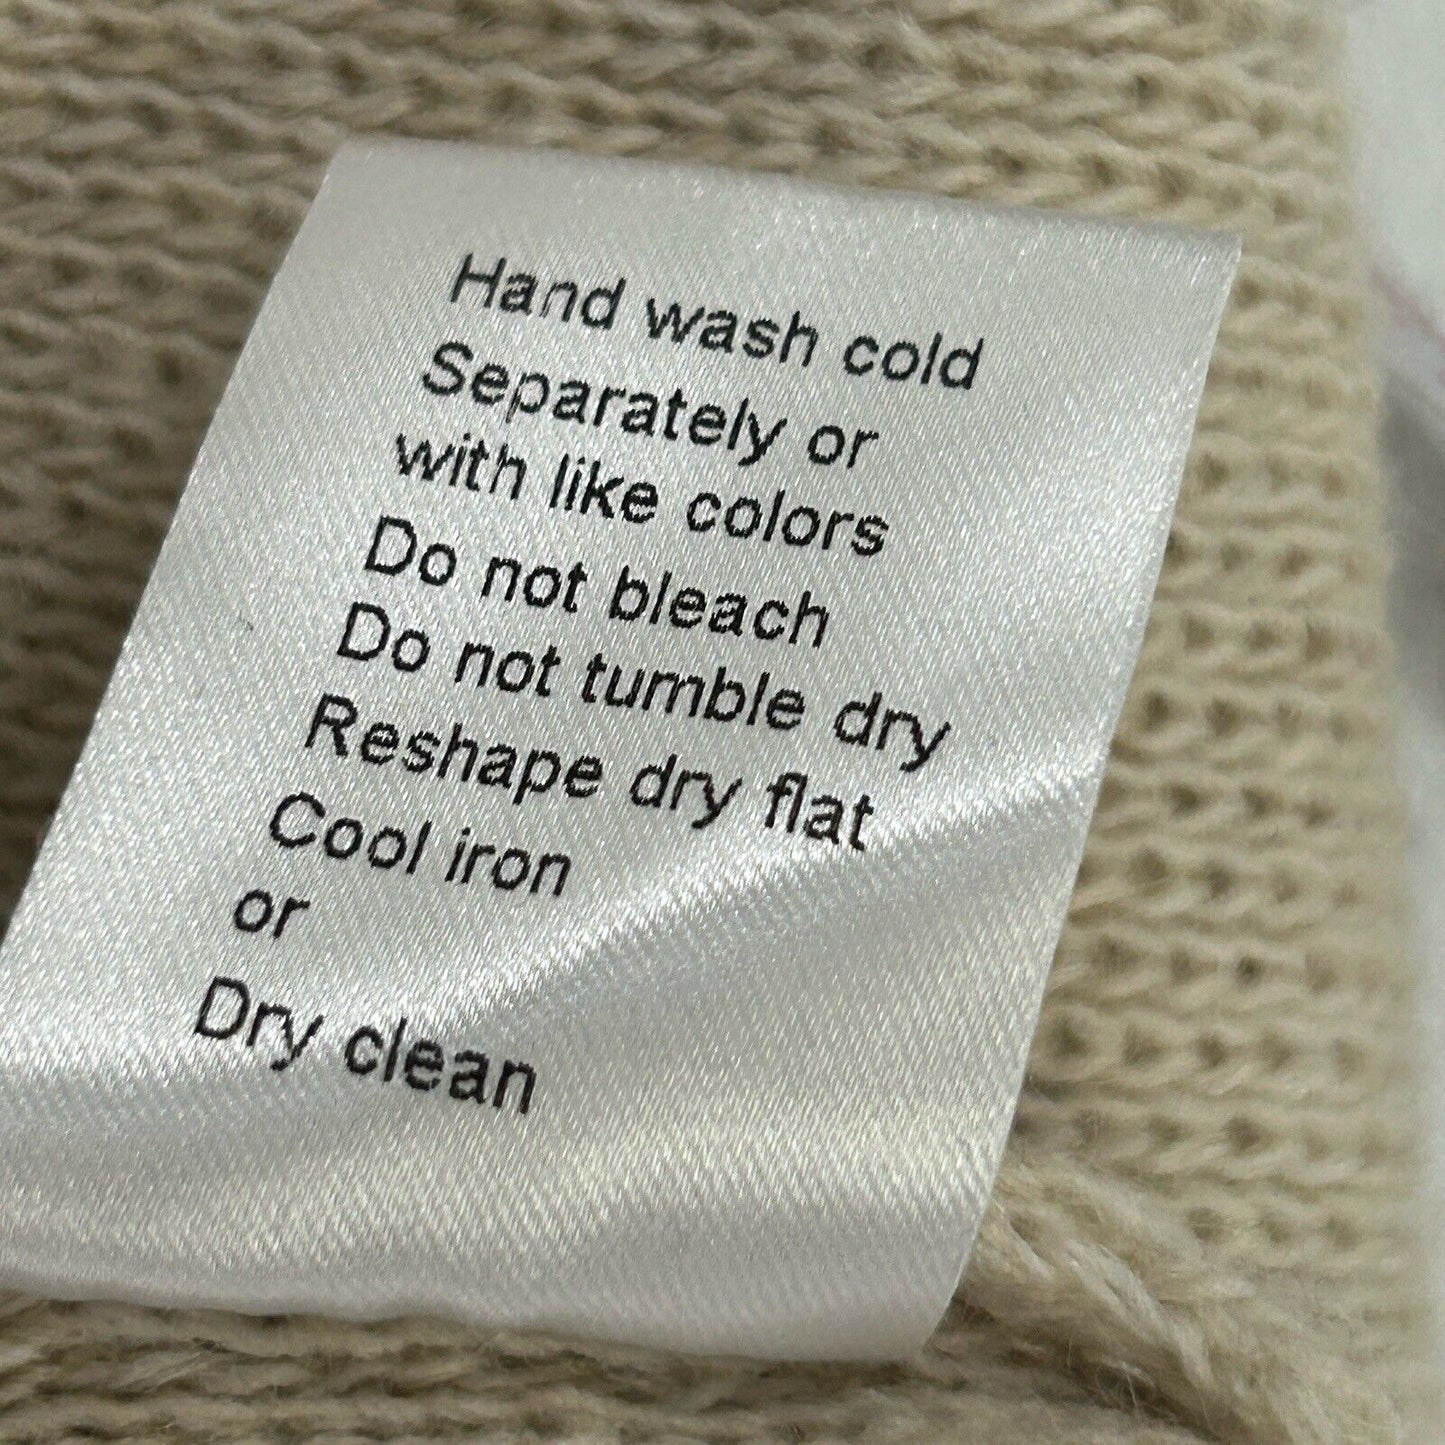 Hand wash cold
Separately or
with like colors
Do not bleach
Do not tumble dry
Reshape dry flat
Cool iron
or
Dry clean